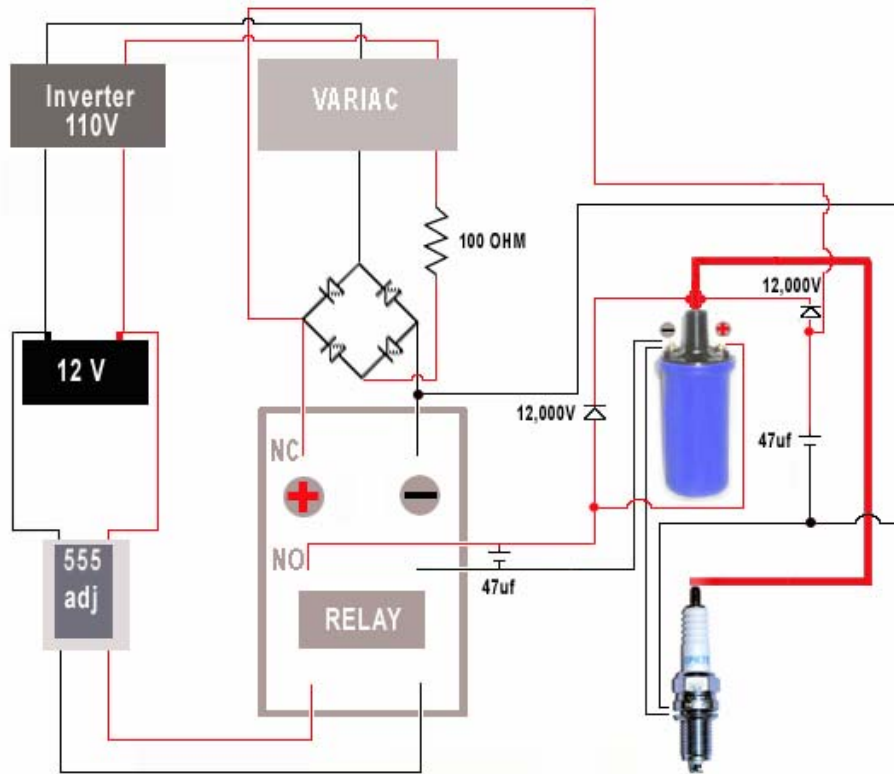 Inverter
110V
VARIAC
100 OHM
12,000V
12 V
12,000V
47uf
NC
NO
47uf
555
adj
RELAY